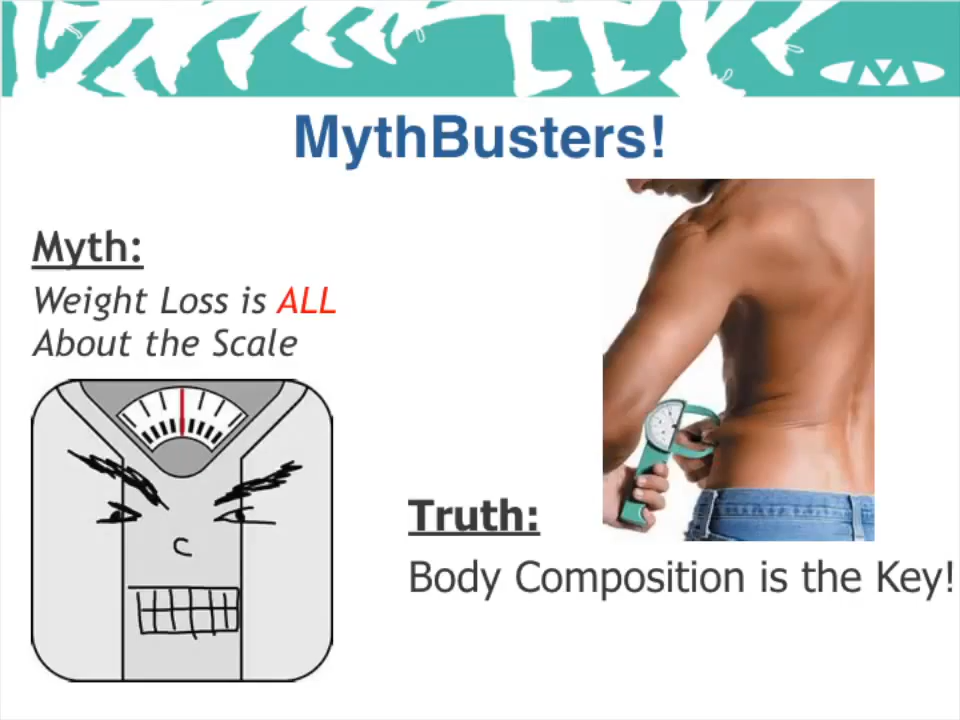 MythBusters!
Myth:
Weight Loss is ALL
About the Scale
Truth:
Body Composition is the Key!